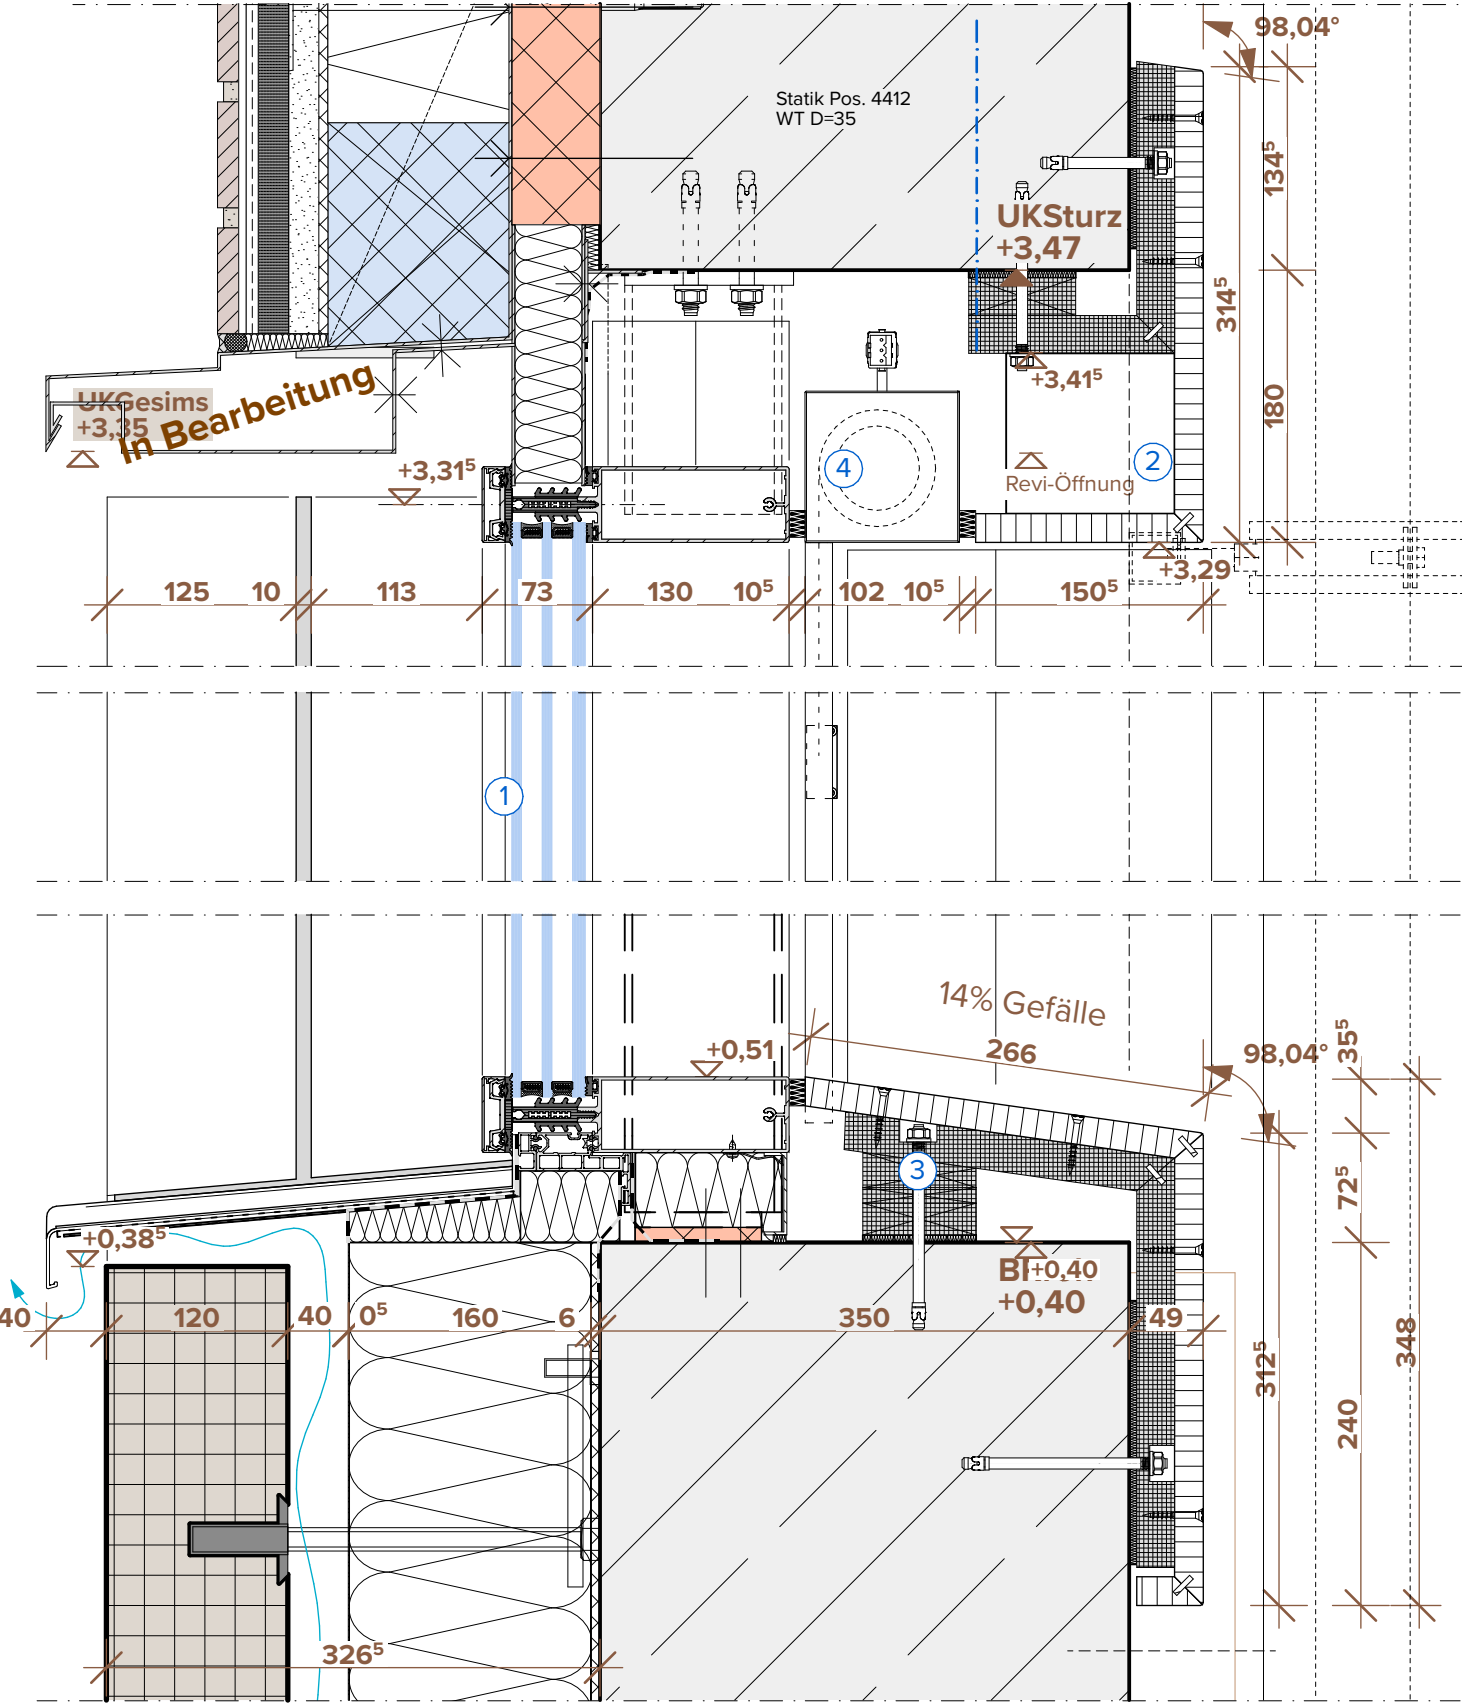 98,04°
Statik Pos. 4412
WT D=35
134⁵
UKSturz
+3,47
314⁵
+3,41⁵
180
UKGesims
+3,35
In Bearbeitung
+3,31⁵
4
2
Revi-Öffnung
+3,29
125 10 113 73 130 10⁵ 102 10⁵ 150⁵
1
14% Gefälle
266
+0,51
98,04°
35⁵
3
72⁵
+0,38⁵
+0,40
+0,40
40 120 40 0⁵ 160 6 350 49
312⁵
348
240
326⁵